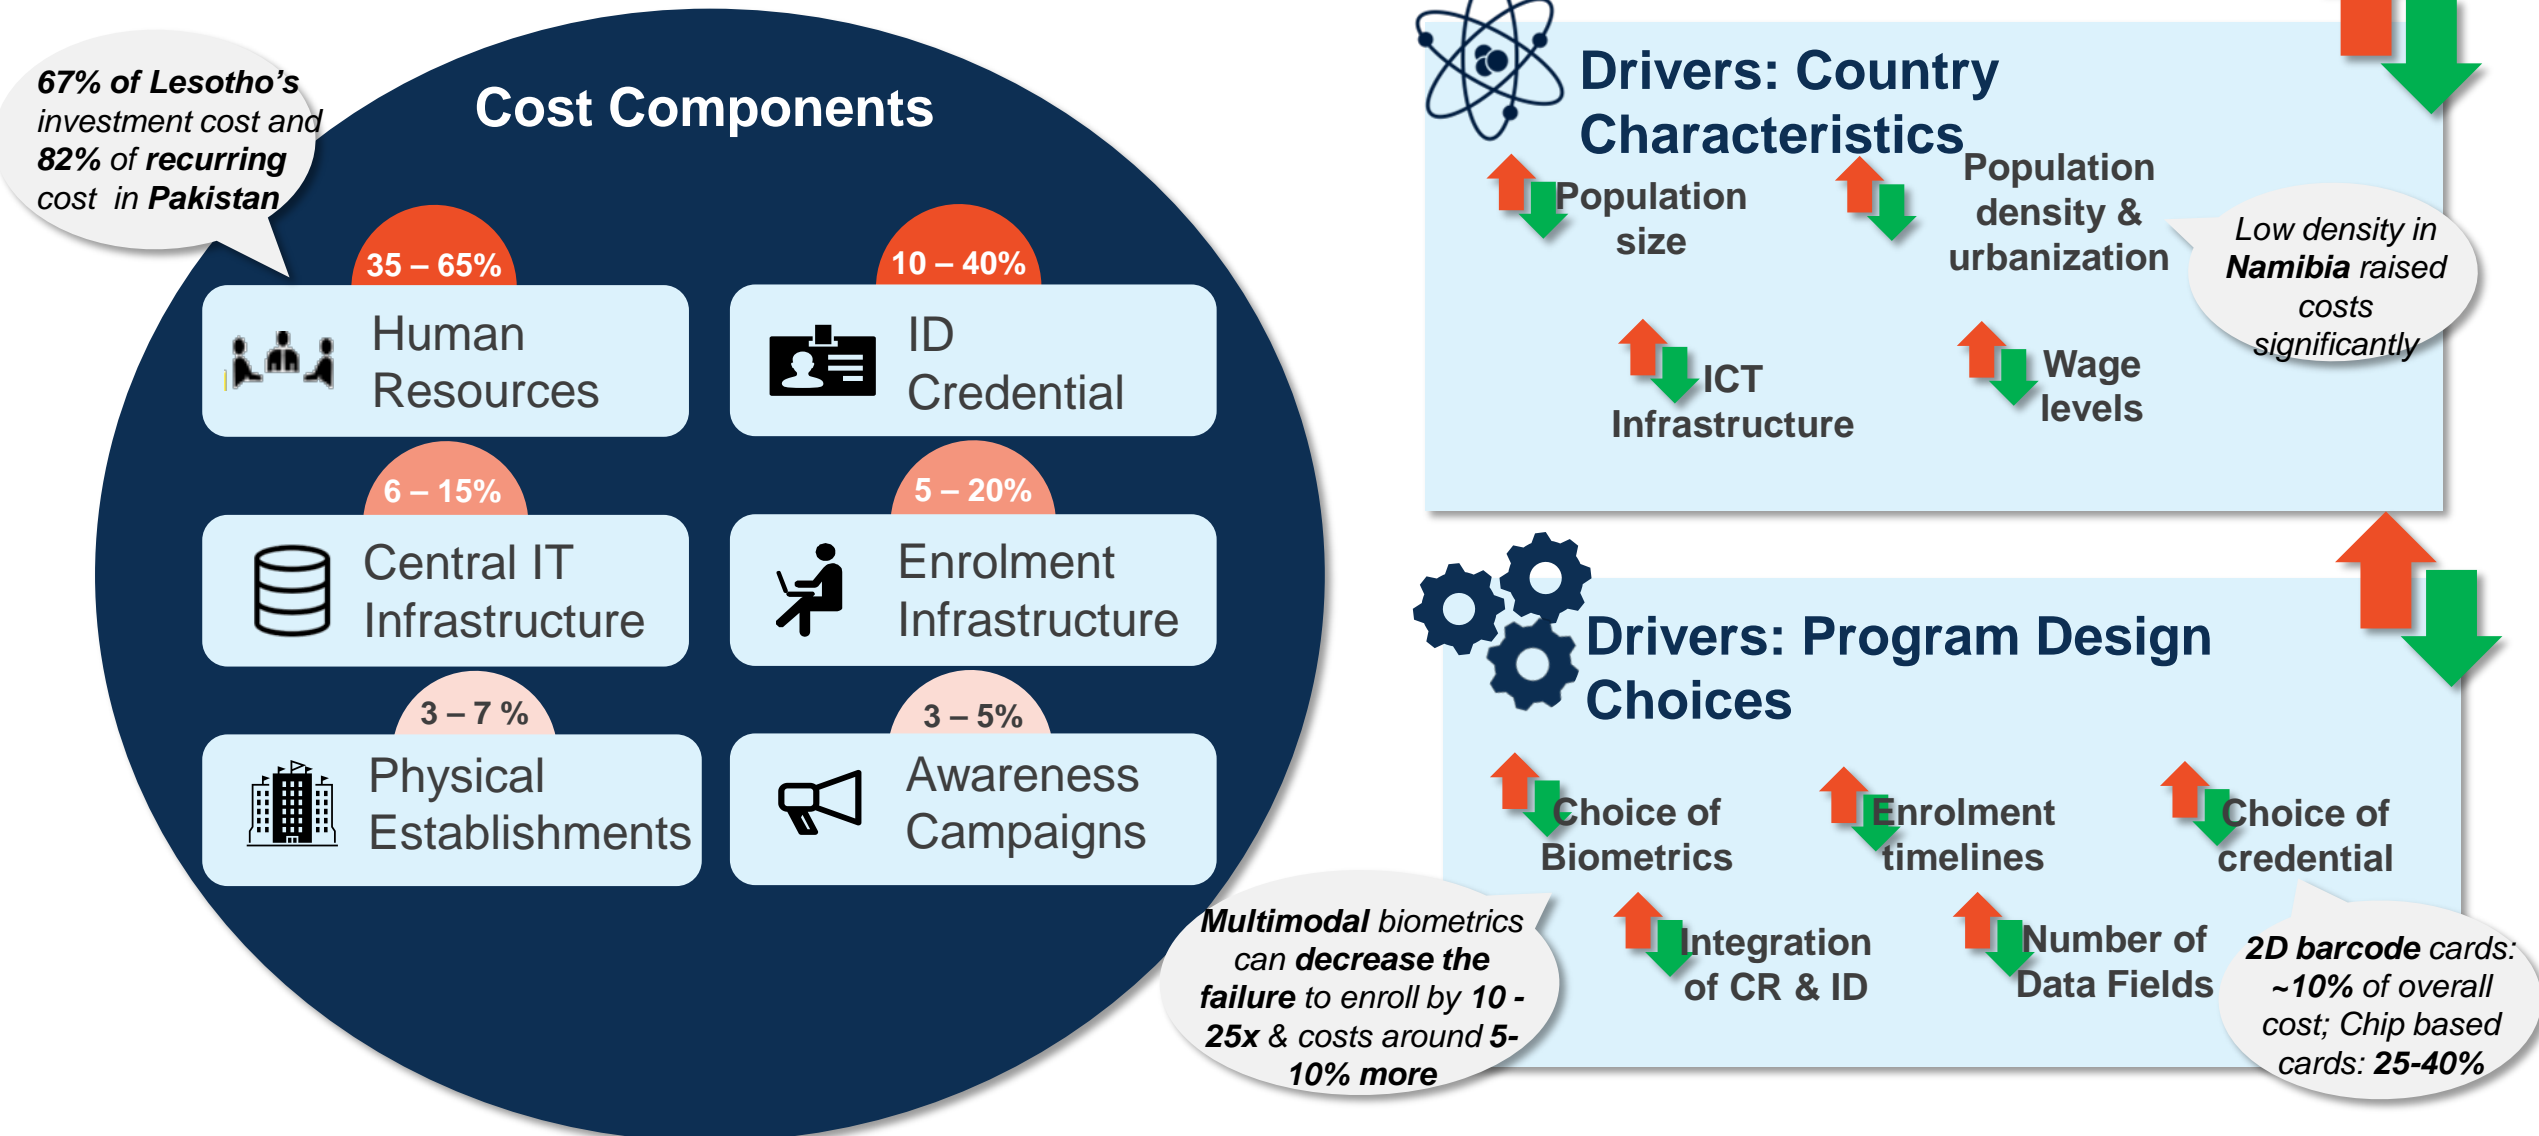 67% of Lesotho's
investment cost and
82% of recurring
cost in Pakistan
Cost Components
35 – 65%
Human
Resources
10 – 40%
ID
Credential
6 – 15%
Central IT
Infrastructure
5 – 20%
Enrolment
Infrastructure
3 – 7 %
Physical
Establishments
3 – 5%
Awareness
Campaigns
Drivers: Country
Characteristics
Population
size
Population
density &
urbanization
Low density in
Namibia raised
costs
significantly
ICT
Infrastructure
Wage
levels
Drivers: Program Design
Choices
Choice of
Biometrics
Enrolment
timelines
Choice of
credential
Integration
of CR & ID
Number of
Data Fields
Multimodal biometrics
can decrease the
failure to enroll by 10 -
25x & costs around 5-
10% more
2D barcode cards:
~10% of overall
cost; Chip based
cards: 25-40%